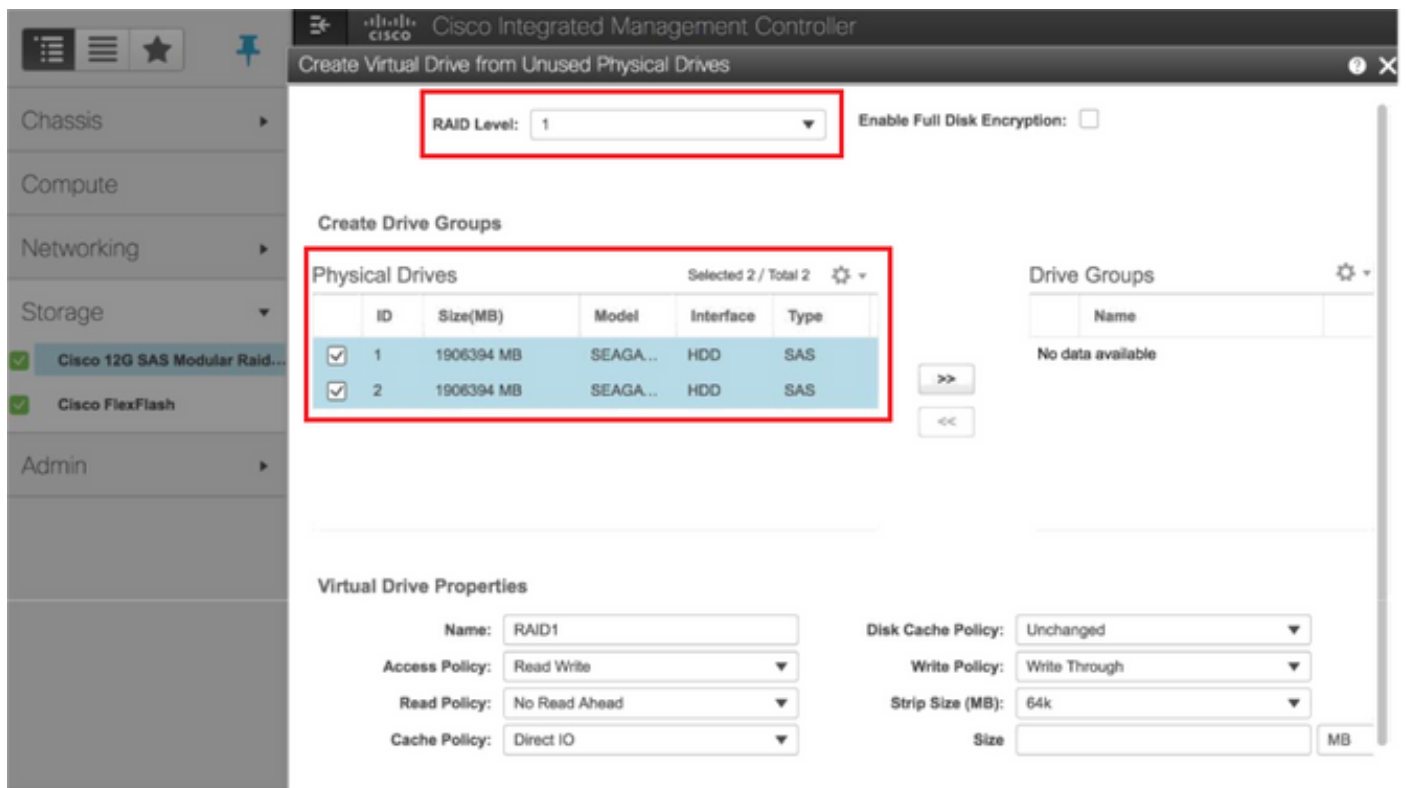 CISCO Cisco Integrated Management Controller
Create Virtual Drive from Unused Physical Drives
Chassis
Compute
Networking
Storage
Cisco 12G SAS Modular Raid...
Cisco FlexFlash
Admin
RAID Level: 1
Enable Full Disk Encryption:
Create Drive Groups
Physical Drives Selected 2 / Total 2
ID Size(MB) Model Interface Type
1 1906394 MB SEAGA... HDD SAS
2 1906394 MB SEAGA... HDD SAS
>>
<<
Drive Groups
Name
No data available
Virtual Drive Properties
Name: RAID1
Access Policy: Read Write
Read Policy: No Read Ahead
Cache Policy: Direct IO
Disk Cache Policy: Unchanged
Write Policy: Write Through
Strip Size (MB): 64k
Size MB